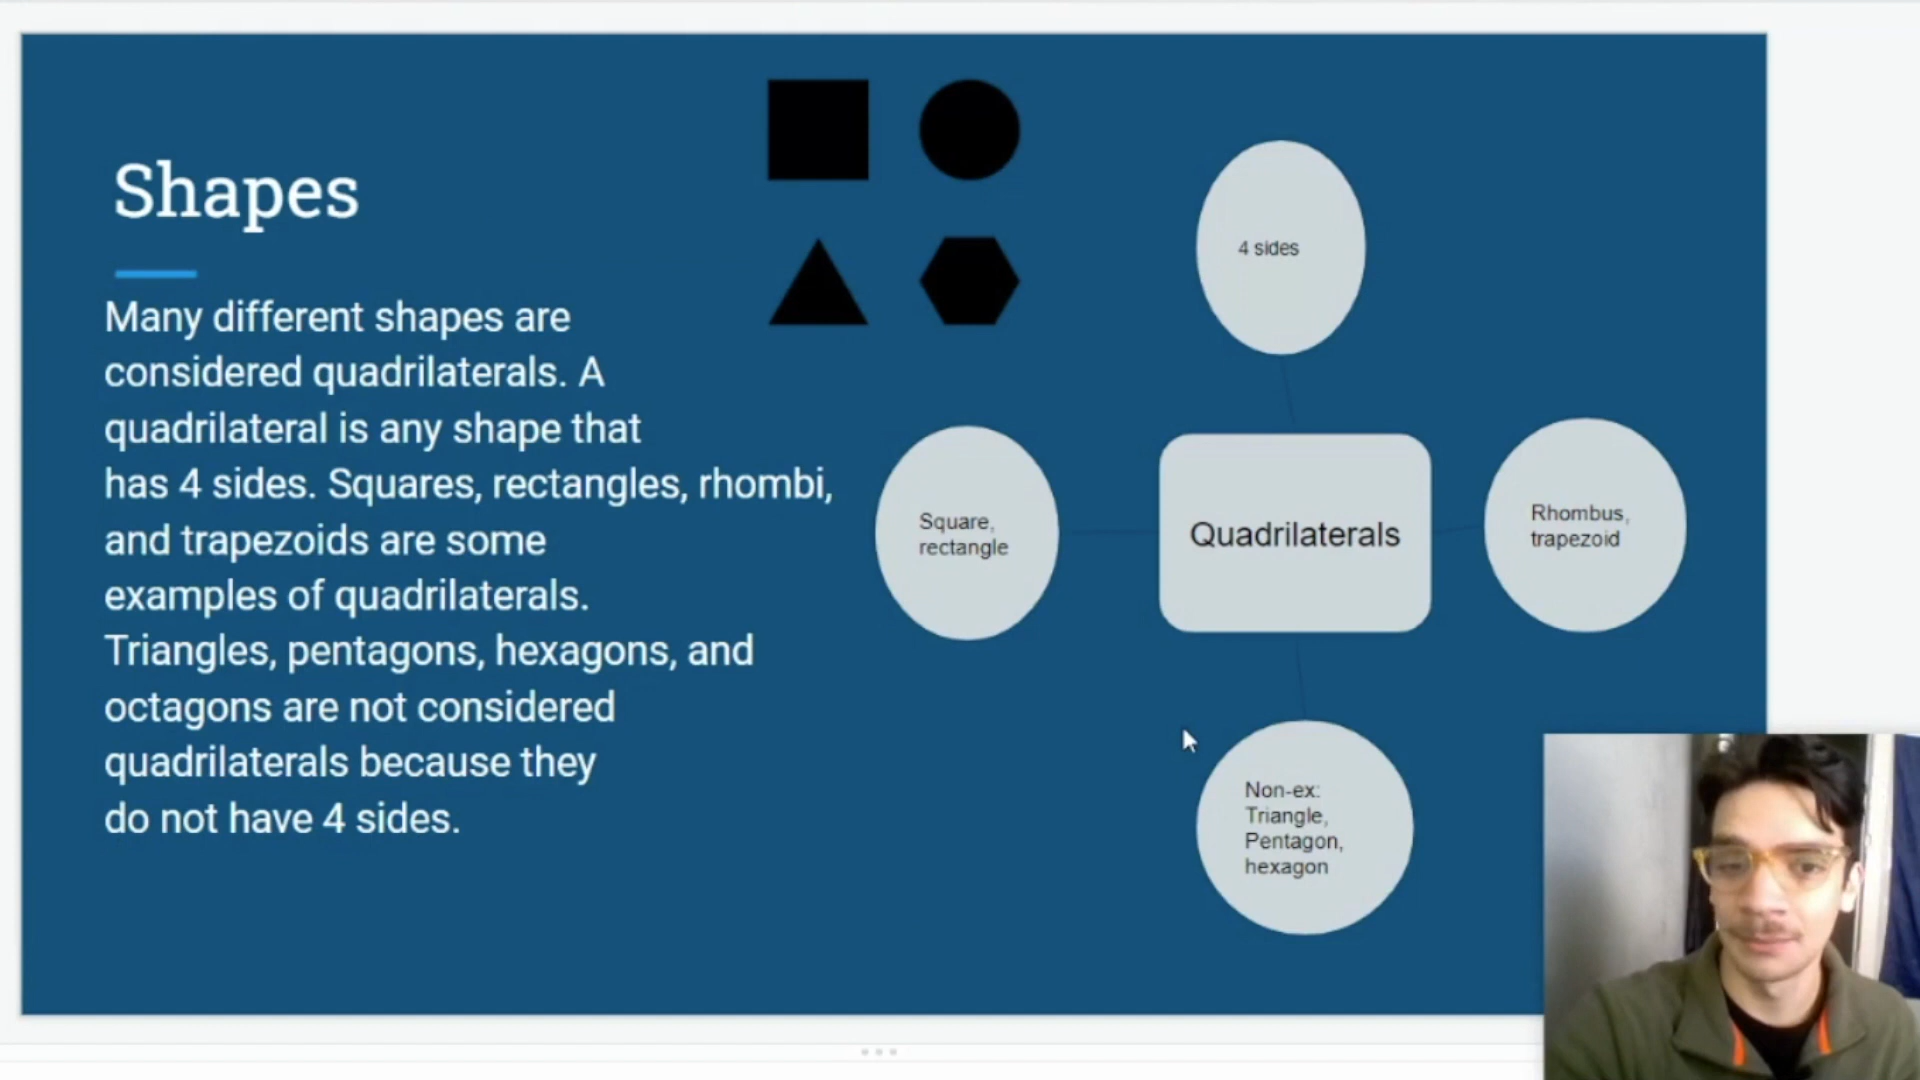 Shapes
Many different shapes are
considered quadrilaterals. A
quadrilateral is any shape that
has 4 sides. Squares, rectangles, rhombi,
and trapezoids are some
examples of quadrilaterals.
Triangles, pentagons, hexagons, and
octagons are not considered
quadrilaterals because they
do not have 4 sides.
4 sides
Square,
rectangle
Quadrilaterals
Rhombus,
trapezoid
Non-ex:
Triangle,
Pentagon,
hexagon